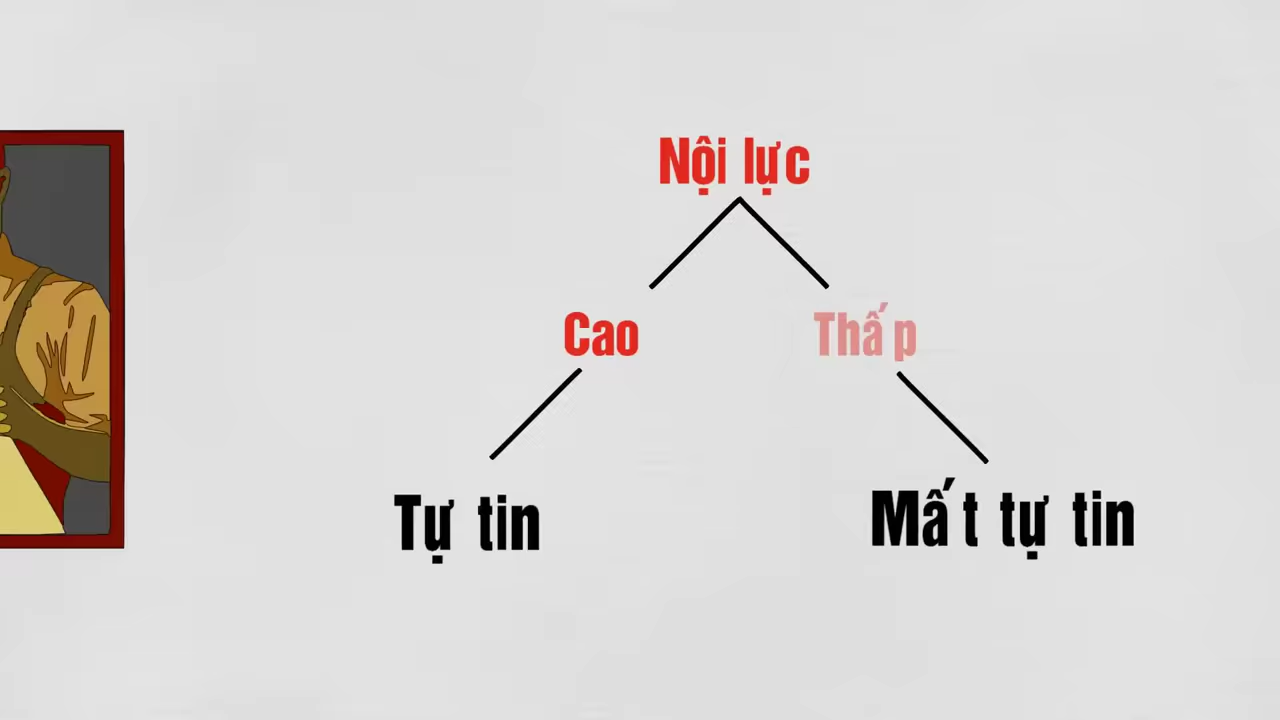 Nội lực
Cao
Thấp
Tự tin
Mất tự tin